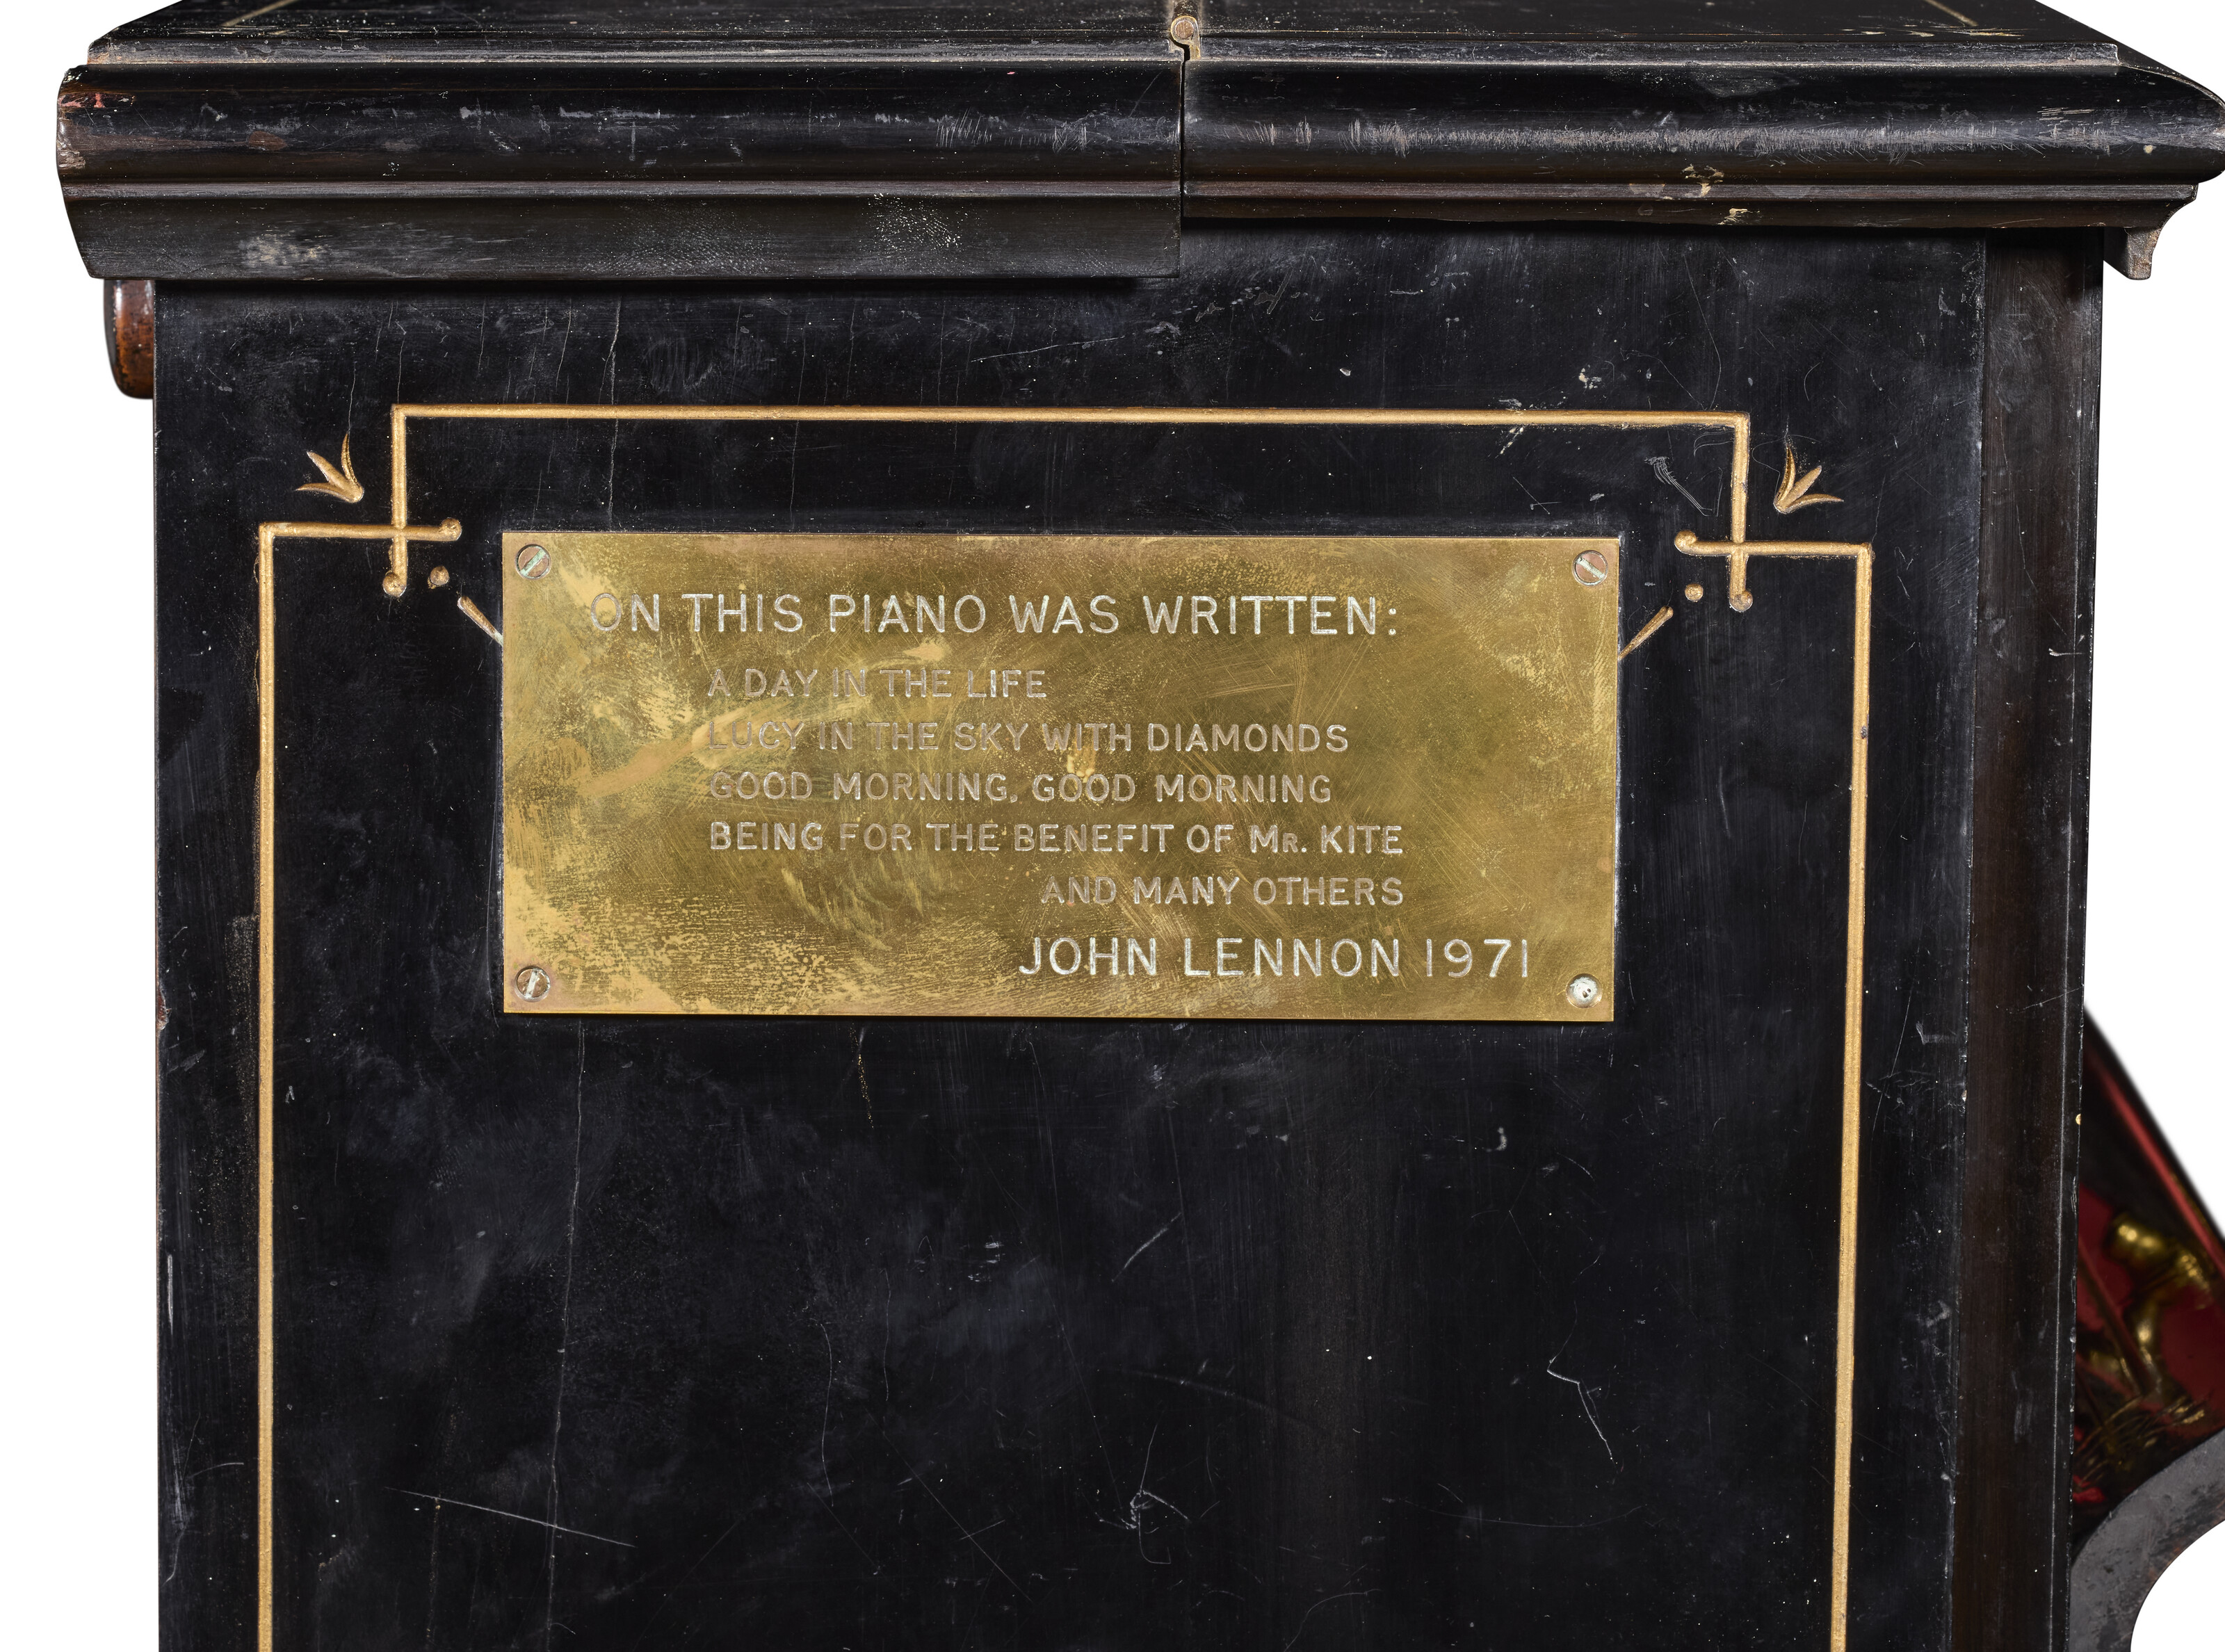 ON THIS PIANO WAS WRITTEN:
A DAY IN THE LIFE
LUCY IN THE SKY WITH DIAMONDS
GOOD MORNING, GOOD MORNING
BEING FOR THE BENEFIT OF MR. KITE
AND MANY OTHERS
JOHN LENNON 1971